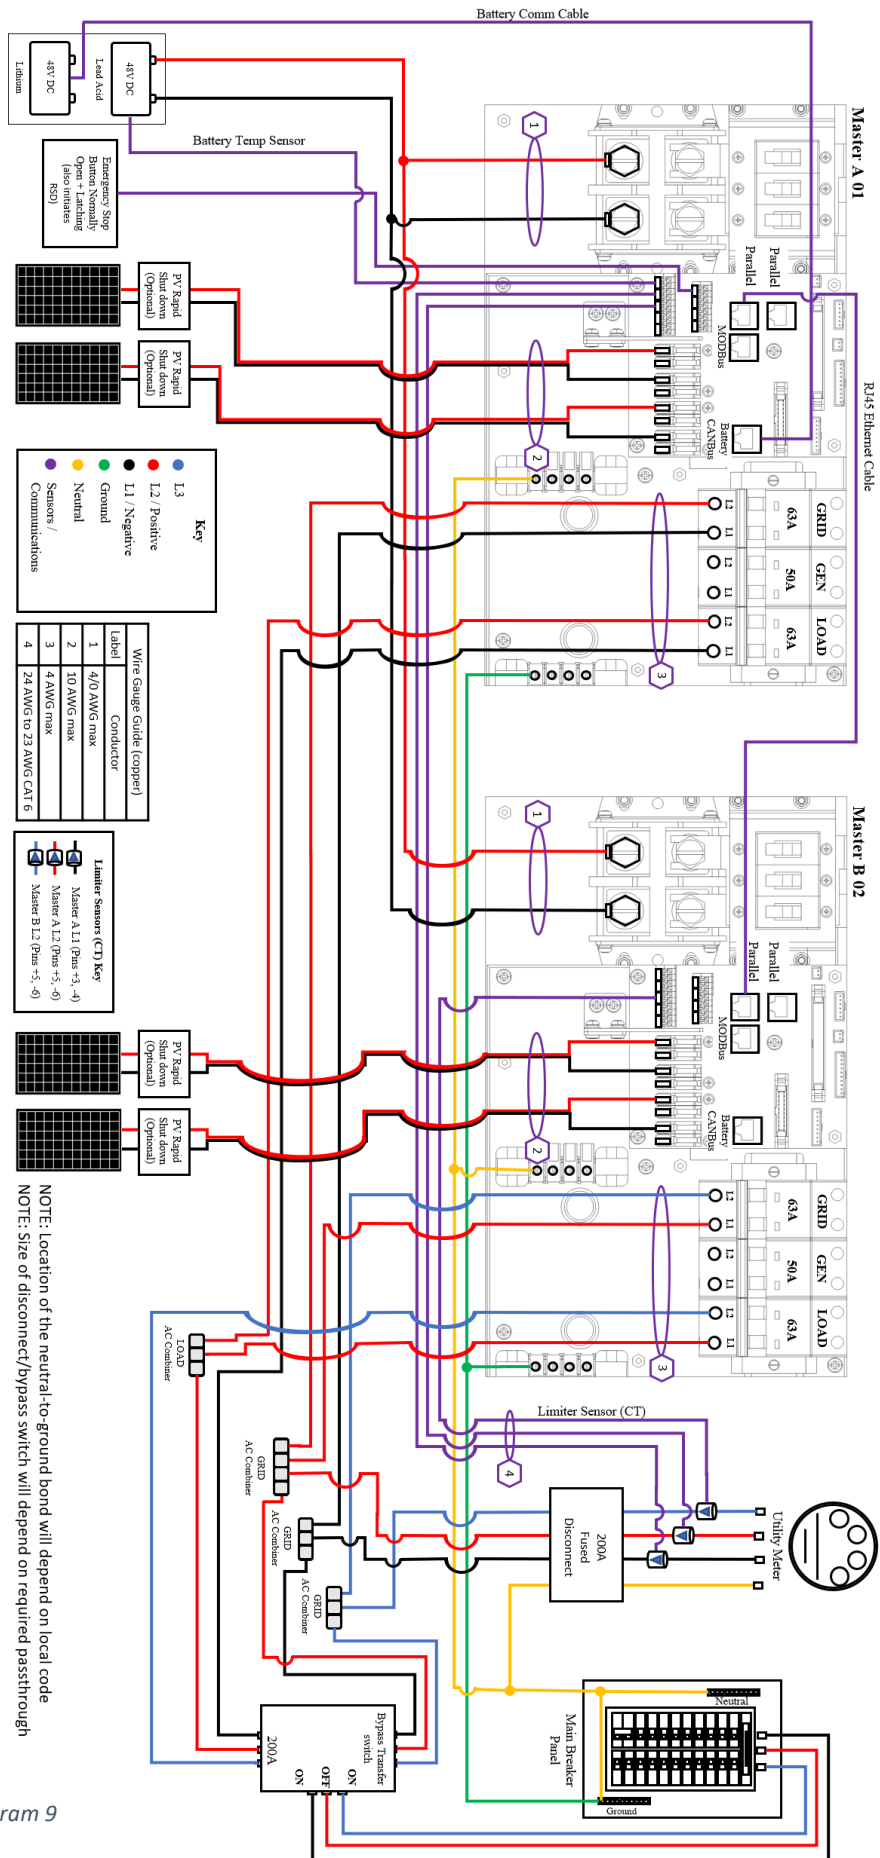 Battery Comm Cable
48V DC
Lithium
48V DC
Lead Acid
Battery Temp Sensor
Emergency Stop
Button Normally
Open + Latching
(also initiates
RSD)
PV Rapid
Shut down
(Optional)
PV Rapid
Shut down
(Optional)
Master A 01
1
Parallel
Parallel
MODBus
Battery
CANBus
RJ45 Ethernet Cable
2
GRID
63A
L2
L1
GEN
50A
L2
L1
LOAD
63A
L2
L1
3
Key
L3
L2 / Positive
L1 / Negative
Ground
Neutral
Sensors /
Communications
Wire Gauge Guide (copper)
Label Conductor
1 4/0 AWG max
2 10 AWG max
3 4 AWG max
4 24 AWG to 23 AWG CAT 6
Limiter Sensors (CT) Key
Master A L1 (Pins +3, -4)
Master A L2 (Pins +5, -6)
Master B L2 (Pins +5, -6)
Master B 02
1
Parallel
Parallel
MODBus
Battery
CANBus
2
GRID
63A
L2
L1
GEN
50A
L2
L1
LOAD
63A
L2
L1
3
PV Rapid
Shut down
(Optional)
PV Rapid
Shut down
(Optional)
NOTE: Location of the neutral-to-ground bond will depend on local code
NOTE: Size of disconnect/bypass switch will depend on required passthrough
LOAD
AC Combiner
GRID
AC Combiner
GRID
AC Combiner
GRID
AC Combiner
Limiter Sensor (CT)
4
200A
Fused
Disconnect
Utility Meter
Bypass Transfer
switch
200A
ON
OFF
ON
Main Breaker
Panel
Neutral
Ground
ram 9